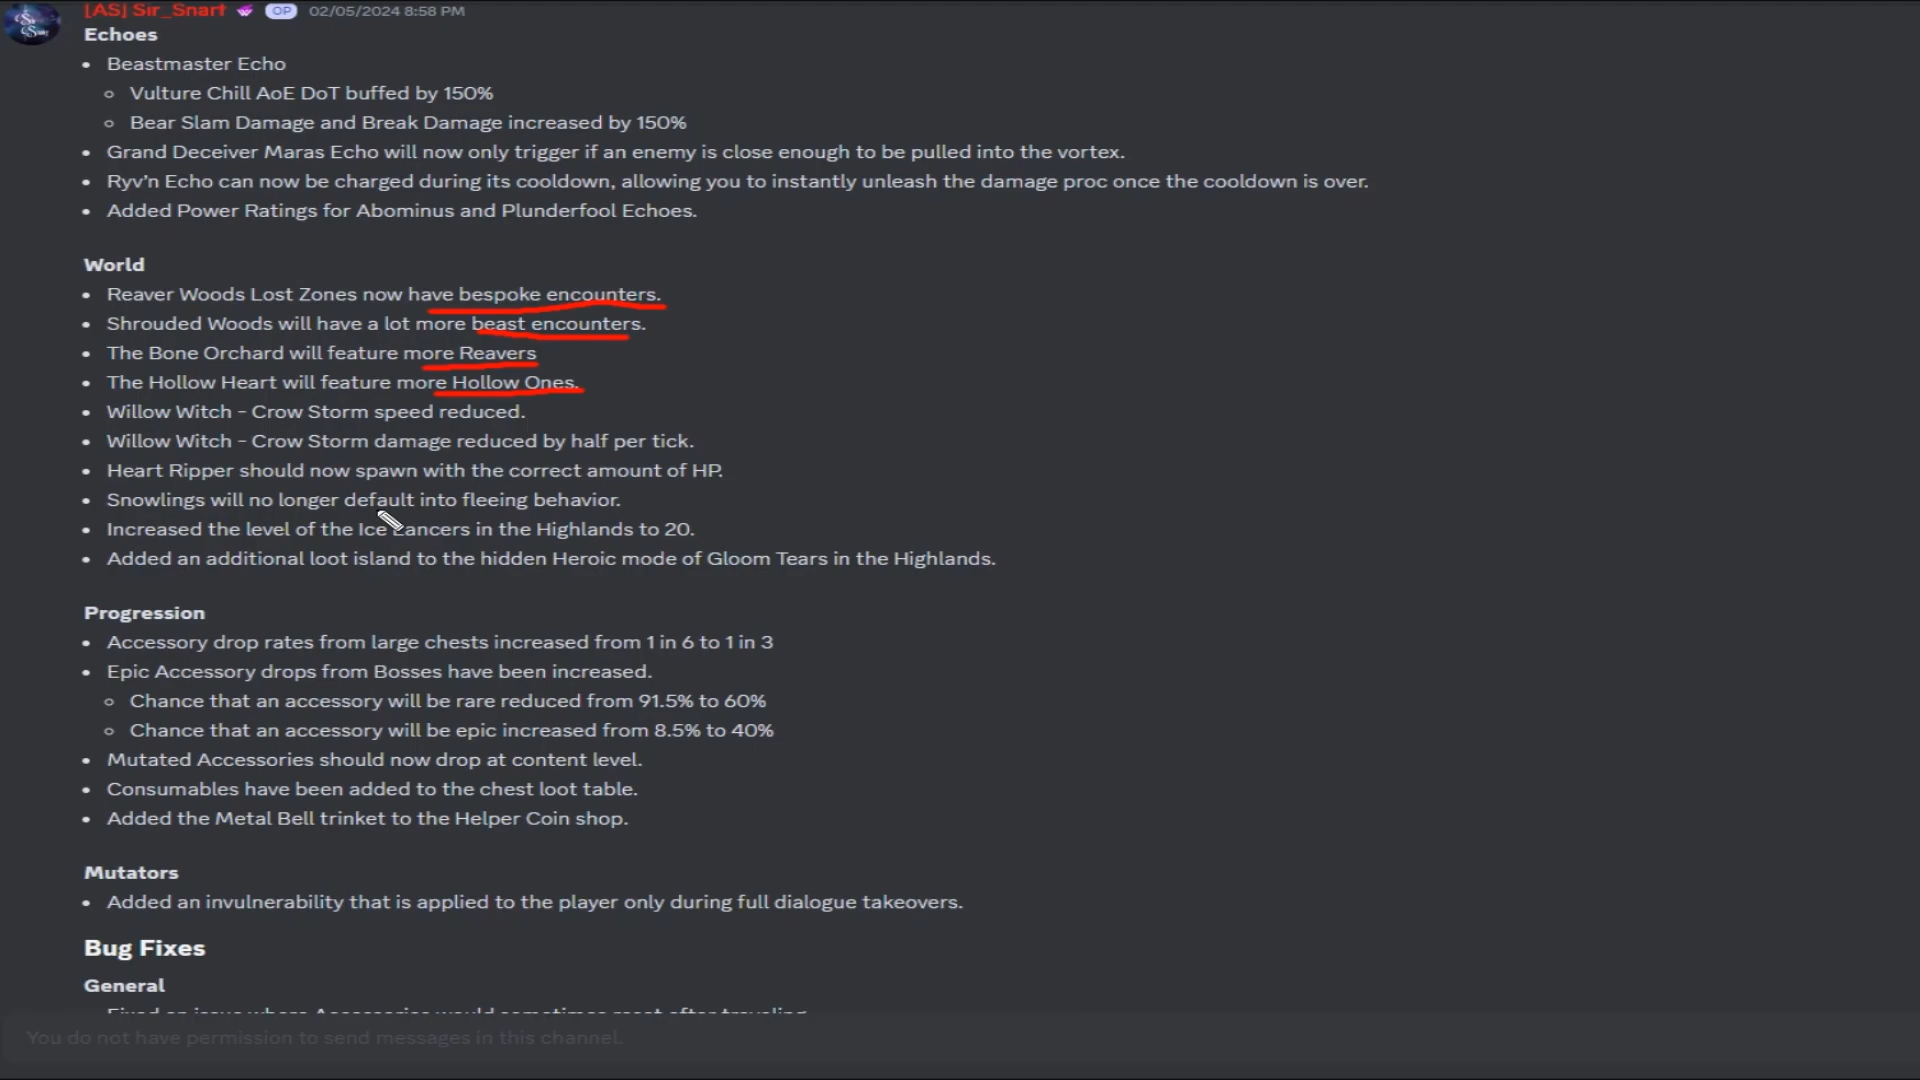 [AS] Sir_Snart OP 02/05/2024 8:58 PM
Echoes
• Beastmaster Echo
◦ Vulture Chill AoE DoT buffed by 150%
◦ Bear Slam Damage and Break Damage increased by 150%
• Grand Deceiver Maras Echo will now only trigger if an enemy is close enough to be pulled into the vortex.
• Ryv'n Echo can now be charged during its cooldown, allowing you to instantly unleash the damage proc once the cooldown is over.
• Added Power Ratings for Abominus and Plunderfool Echoes.
World
• Reaver Woods Lost Zones now have bespoke encounters.
• Shrouded Woods will have a lot more beast encounters.
• The Bone Orchard will feature more Reavers
• The Hollow Heart will feature more Hollow Ones.
• Willow Witch - Crow Storm speed reduced.
• Willow Witch - Crow Storm damage reduced by half per tick.
• Heart Ripper should now spawn with the correct amount of HP.
• Snowlings will no longer default into fleeing behavior.
• Increased the level of the Ice Lancers in the Highlands to 20.
• Added an additional loot island to the hidden Heroic mode of Gloom Tears in the Highlands.
Progression
• Accessory drop rates from large chests increased from 1 in 6 to 1 in 3
• Epic Accessory drops from Bosses have been increased.
◦ Chance that an accessory will be rare reduced from 91.5% to 60%
◦ Chance that an accessory will be epic increased from 8.5% to 40%
• Mutated Accessories should now drop at content level.
• Consumables have been added to the chest loot table.
• Added the Metal Bell trinket to the Helper Coin shop.
Mutators
• Added an invulnerability that is applied to the player only during full dialogue takeovers.
Bug Fixes
General
Fixed an issue where Accessories would sometimes reset after traveling
You do not have permission to send messages in this channel.